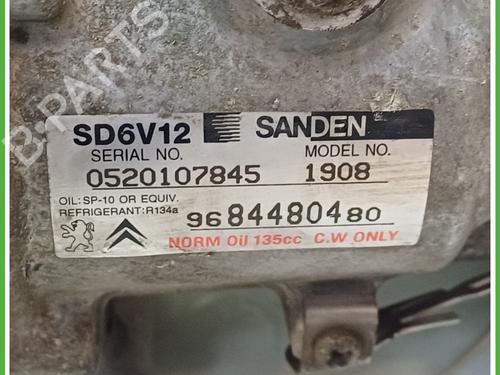 B-PARTS
SD6V12 SANDEN
SERIAL NO. MODEL NO.
0520107845 1908
OIL: SP-10 OR EQUIV.
REFRIGERANT: R134a
9684480480
NORM Oil 135cc C.W ONLY